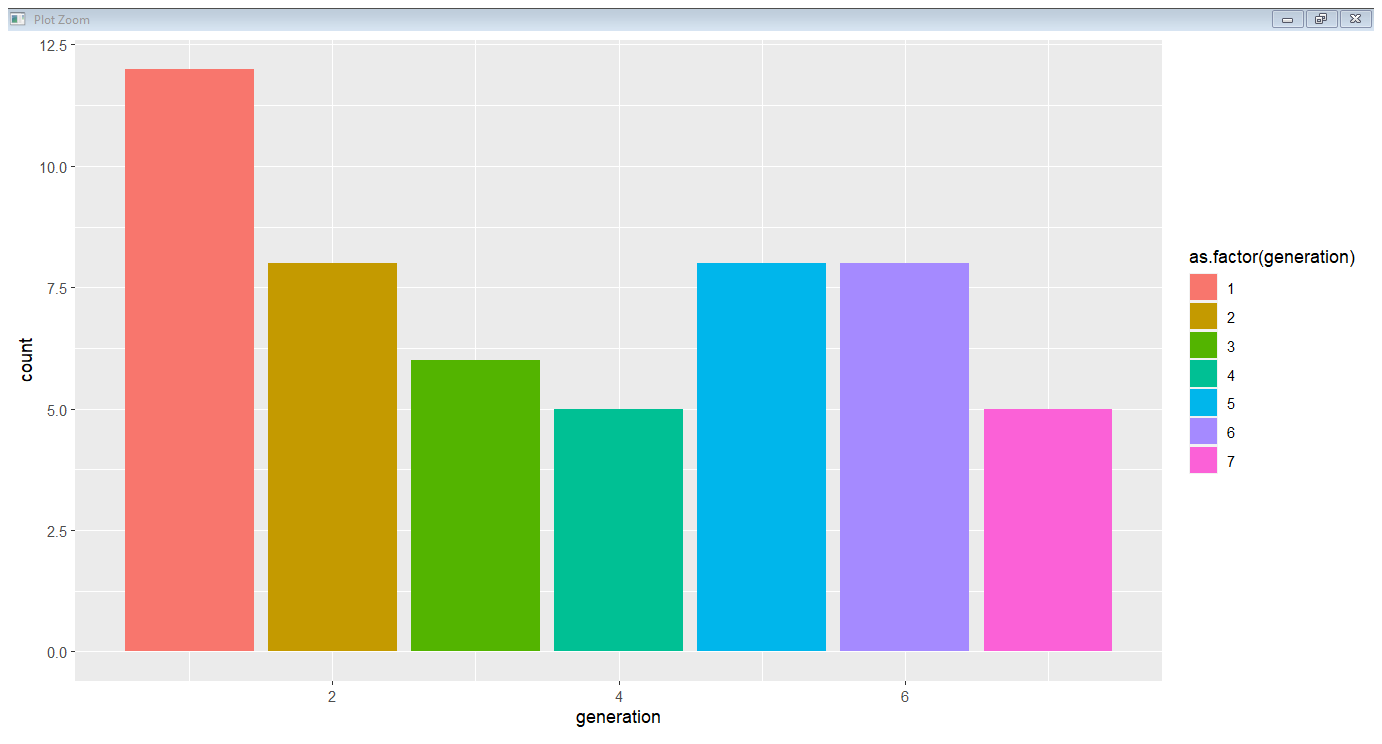 Plot Zoom
12.5
10.0
7.5
5.0
2.5
0.0
count
2 4 6
generation
as.factor(generation)
1
2
3
4
5
6
7